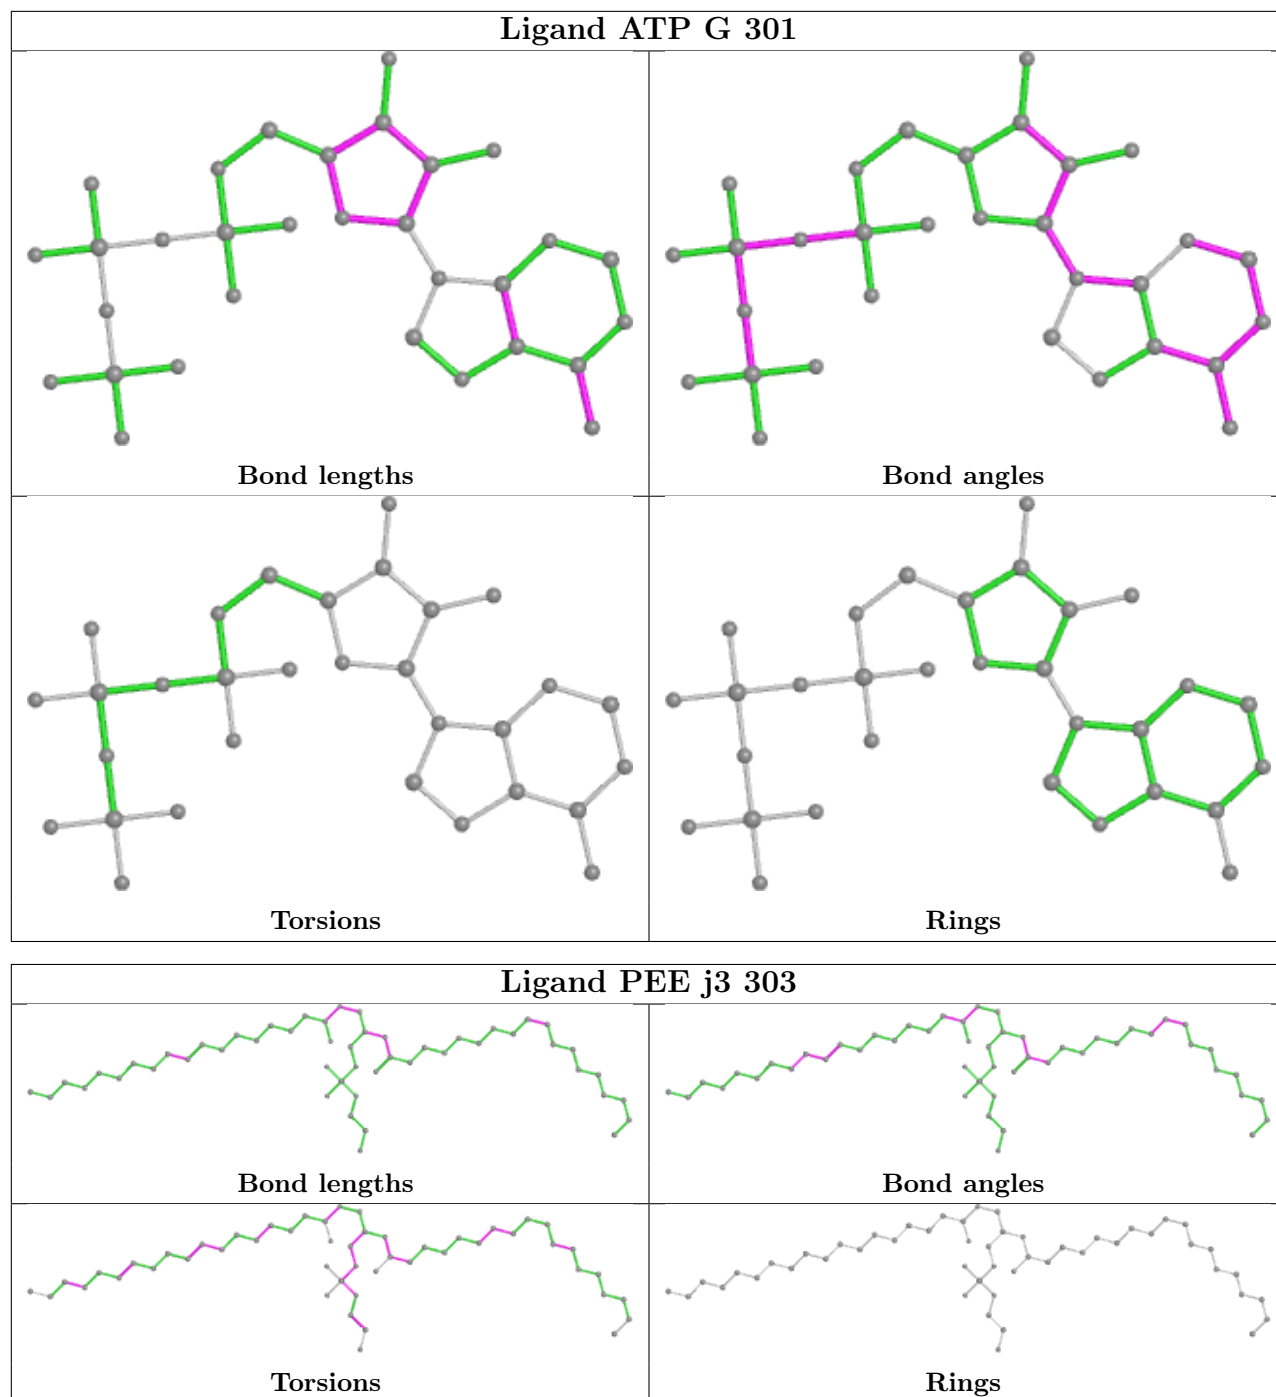 Ligand ATP G 301
Bond lengths
Bond angles
Torsions
Rings
Ligand PEE j3 303
Bond lengths
Bond angles
Torsions
Rings